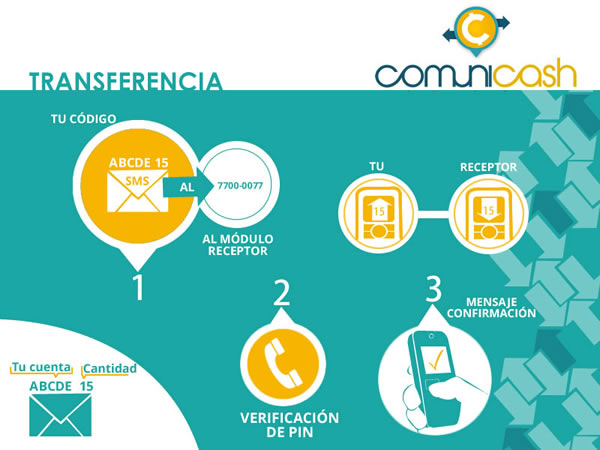 TRANSFERENCIA
comunicash
TU CÓDIGO
ABCDE 15
SMS
AL
7700-0077
AL MÓDULO
RECEPTOR
TU
RECEPTOR
15
15
1
2
VERIFICACIÓN
DE PIN
3
MENSAJE
CONFIRMACIÓN
Tu cuenta Cantidad
ABCDE 15